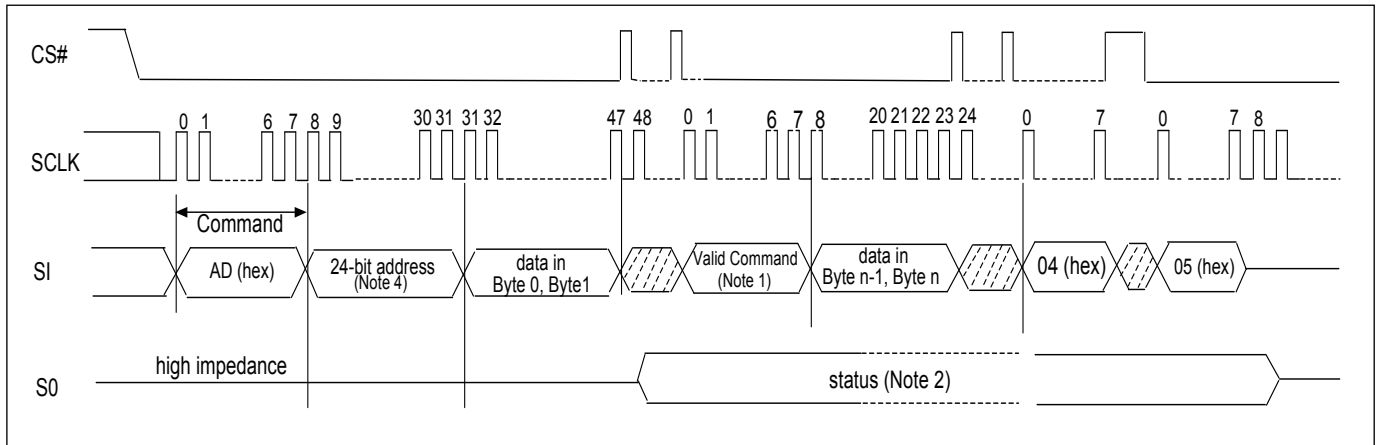 CS#
0 1 6 7 8 9 30 31 31 32 47 48 0 1 6 7 8 20 21 22 23 24 0 7 0 7 8
SCLK
Command
SI
AD (hex)
24-bit address
(Note 4)
data in
Byte 0, Byte1
Valid Command
(Note 1)
data in
Byte n-1, Byte n
04 (hex)
05 (hex)
high impedance
S0
status (Note 2)